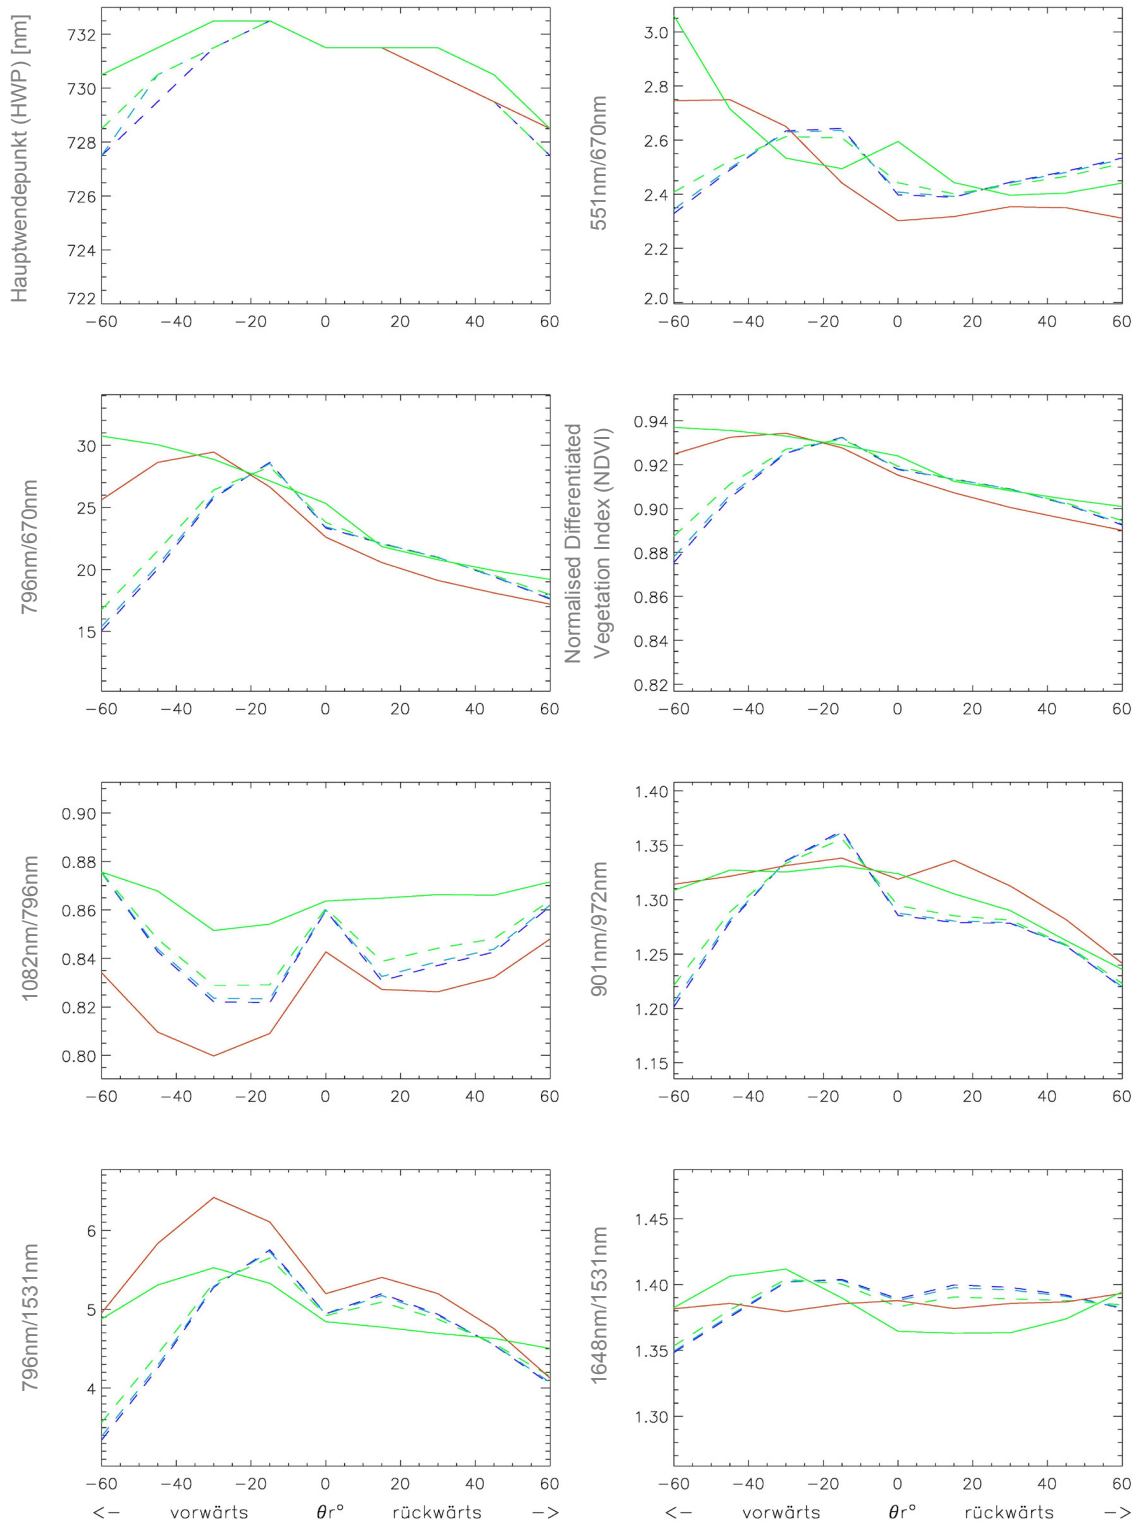 Hauptwendepunkt (HWP) [nm]
732
730
728
726
724
722
−60 −40 −20 0 20 40 60
551nm/670nm
3.0
2.8
2.6
2.4
2.2
2.0
−60 −40 −20 0 20 40 60
796nm/670nm
30
25
20
15
−60 −40 −20 0 20 40 60
Normalised Differentiated
Vegetation Index (NDVI)
0.94
0.92
0.90
0.88
0.86
0.84
0.82
−60 −40 −20 0 20 40 60
1082nm/796nm
0.90
0.88
0.86
0.84
0.82
0.80
−60 −40 −20 0 20 40 60
901nm/972nm
1.40
1.35
1.30
1.25
1.20
1.15
−60 −40 −20 0 20 40 60
796nm/1531nm
6
5
4
−60 −40 −20 0 20 40 60
<− vorwärts θr° rückwärts −>
1648nm/1531nm
1.45
1.40
1.35
1.30
−60 −40 −20 0 20 40 60
<− vorwärts θr° rückwärts −>